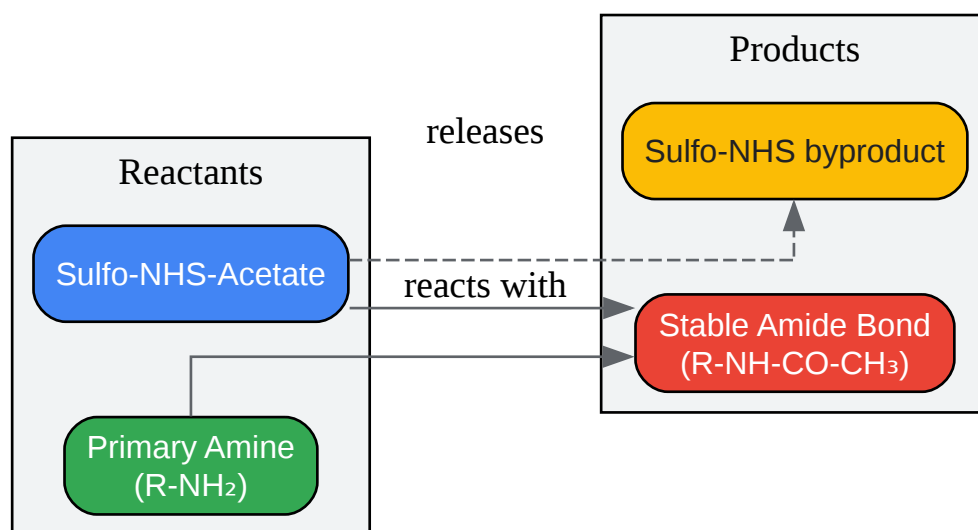 Products
Sulfo-NHS byproduct
releases
Reactants
Sulfo-NHS-Acetate
reacts with
Stable Amide Bond
(R-NH-CO-CH₃)
Primary Amine
(R-NH₂)